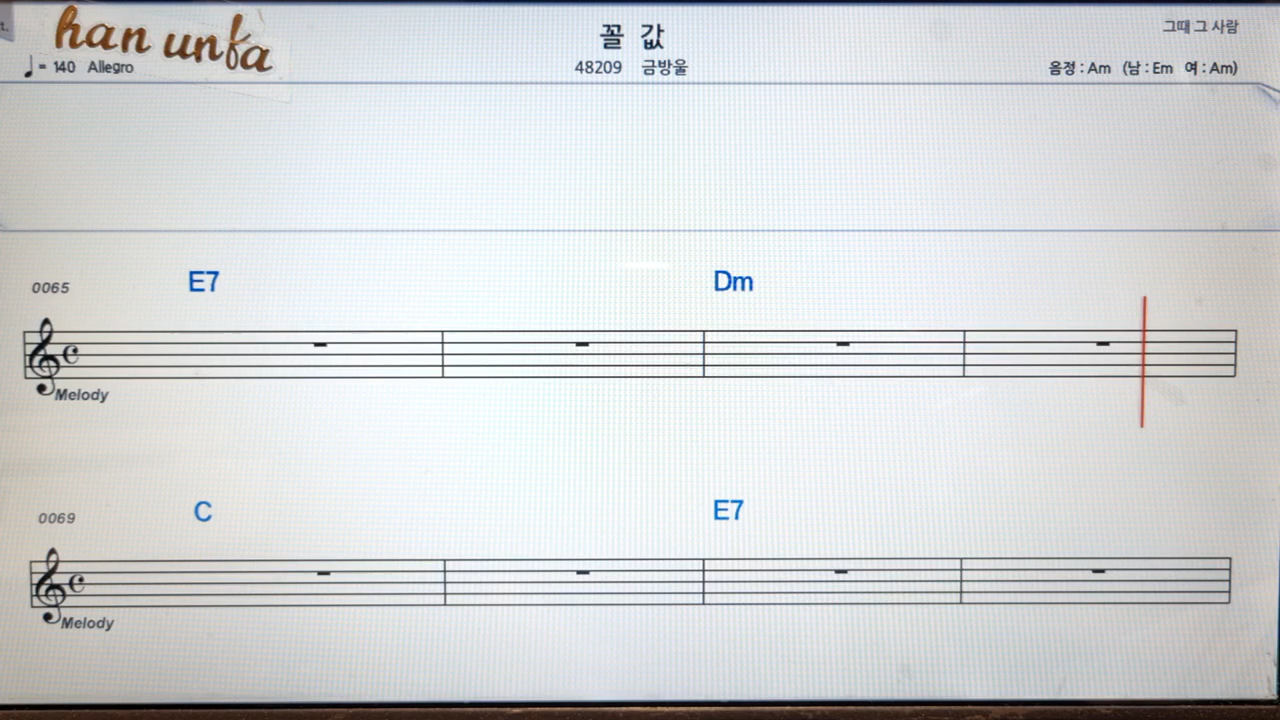 t.
han unfa
꼴 값
그때 그 사람
♩= 140 Allegro
48209 금방울
음정 : Am (남 : Em 여 : Am)
0065
E7
Dm
Melody
0069
C
E7
Melody